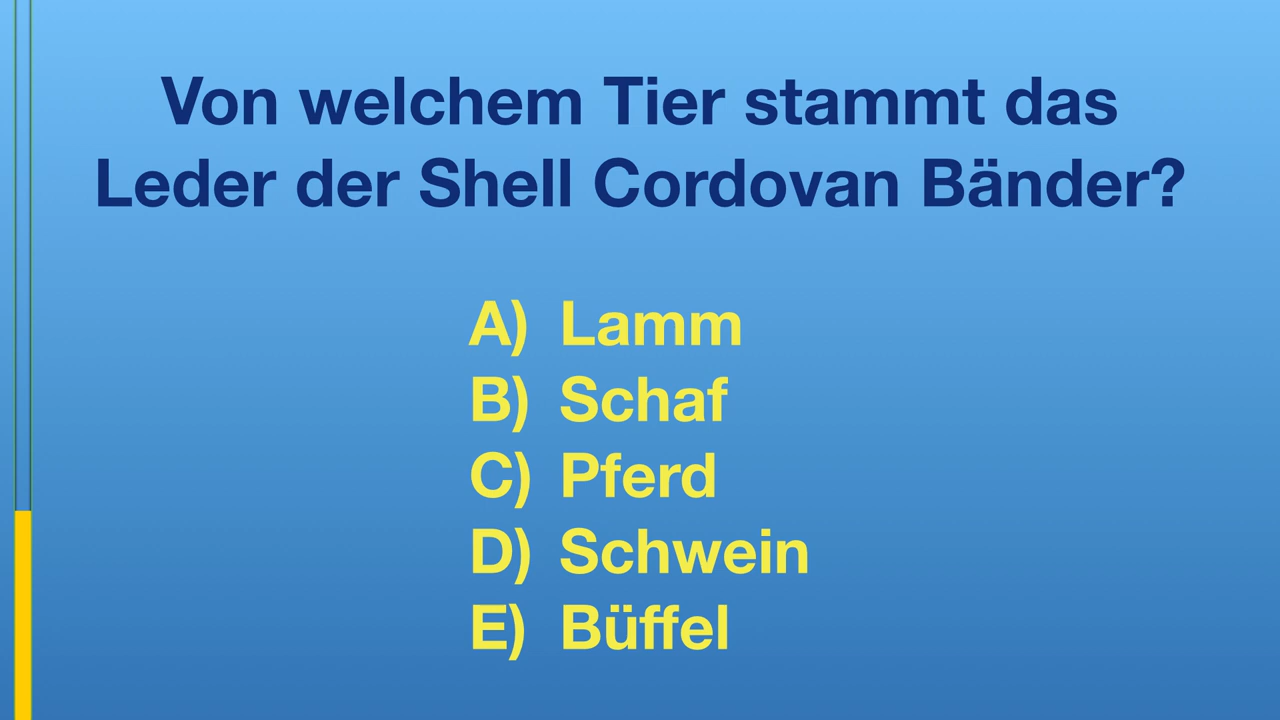 Von welchem Tier stammt das
Leder der Shell Cordovan Bänder?
A) Lamm
B) Schaf
C) Pferd
D) Schwein
E) Büffel